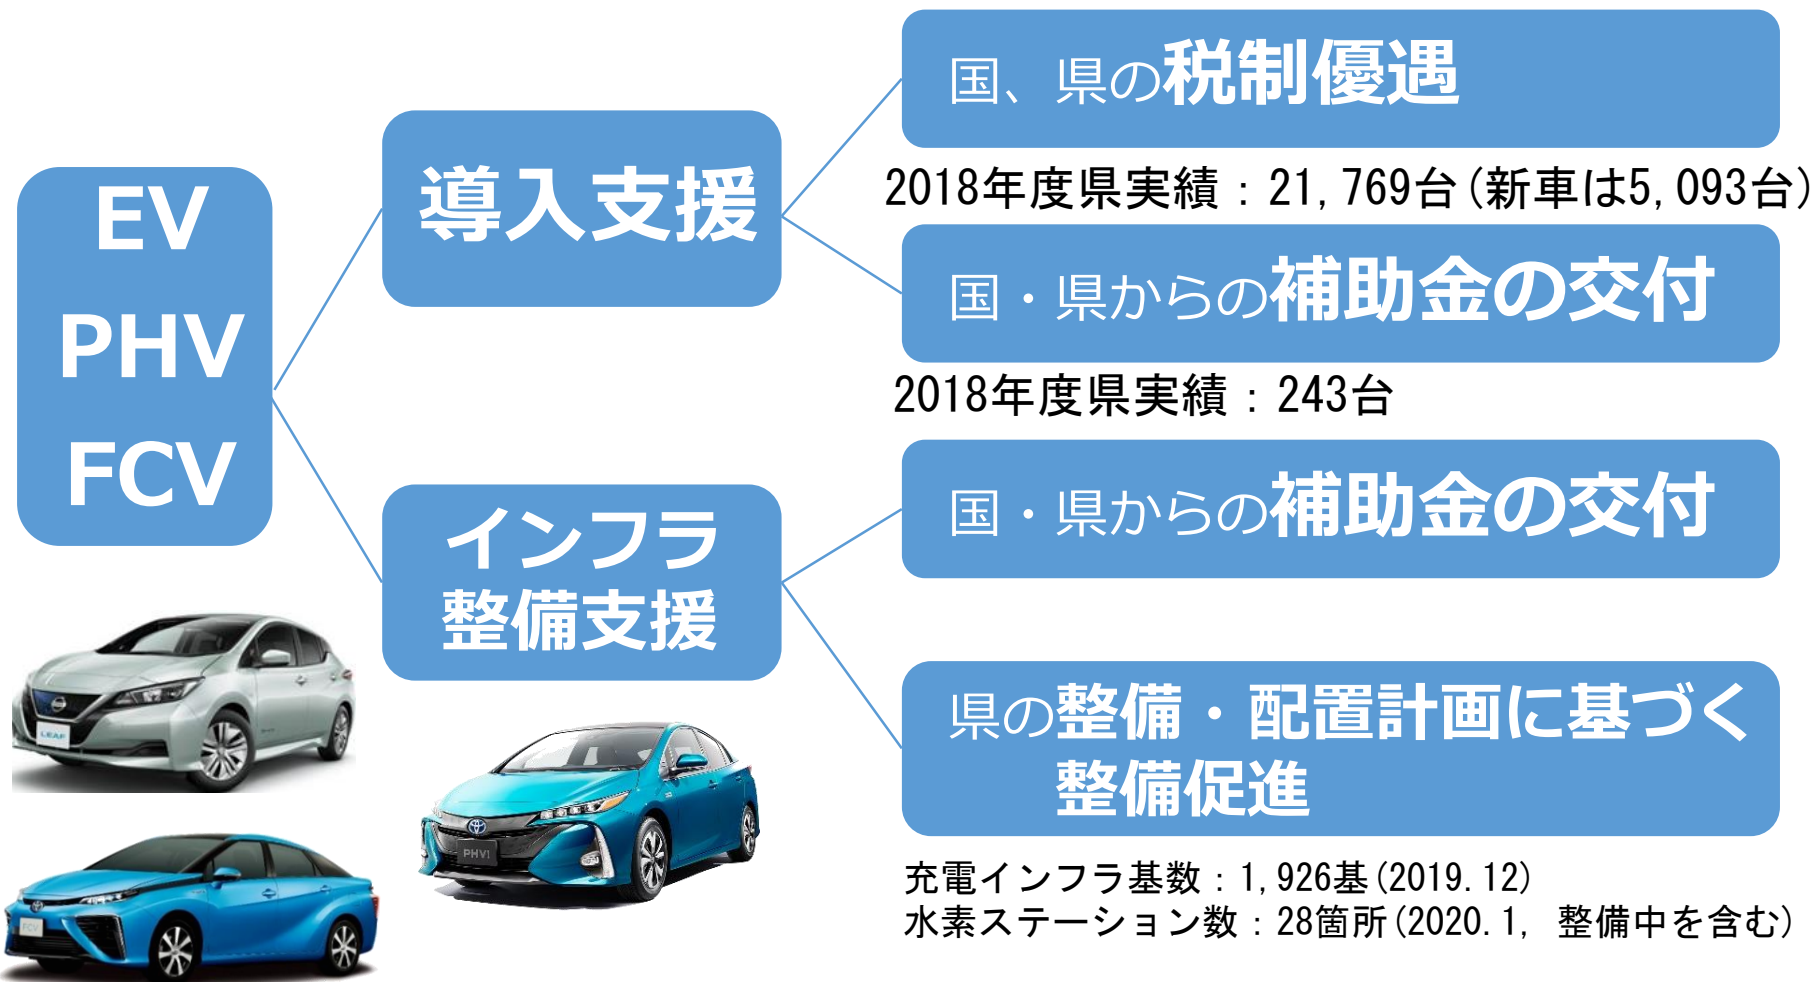 EV
PHV
FCV
導入支援
国、県の税制優遇
2018年度県実績：21,769台(新車は5,093台)
国・県からの補助金の交付
2018年度県実績：243台
インフラ
整備支援
国・県からの補助金の交付
県の整備・配置計画に基づく
整備促進
充電インフラ基数：1,926基(2019.12)
水素ステーション数：28箇所(2020.1, 整備中を含む)
LEAF
PHV
FCV